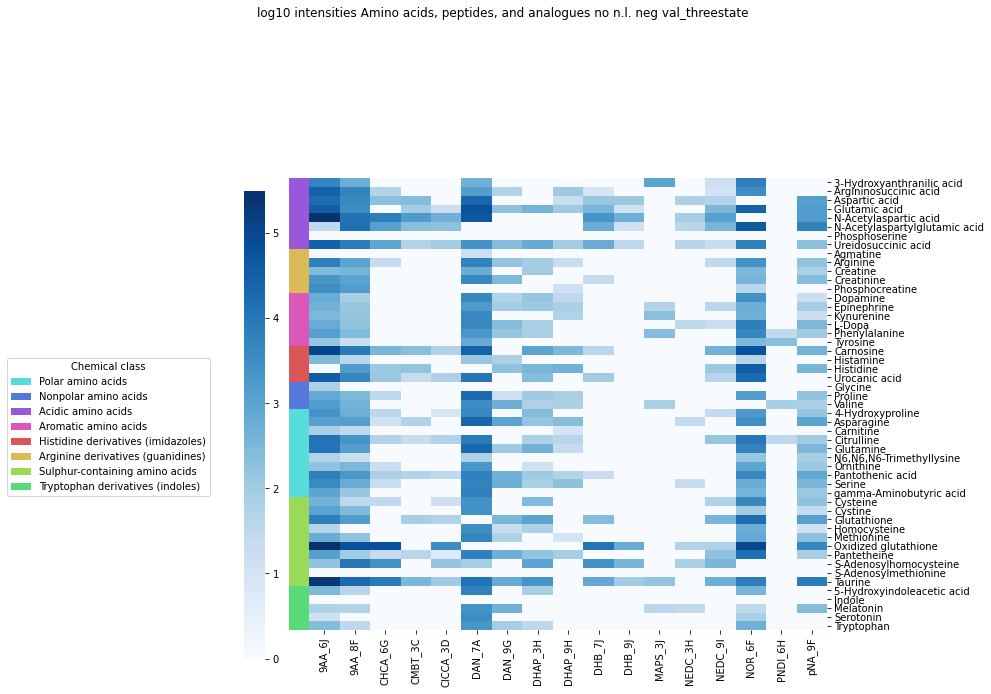 log10 intensities Amino acids, peptides, and analogues no n.l. neg val_threestate
3-Hydroxyanthranilic acid
Argininosuccinic acid
Aspartic acid
Glutamic acid
N-Acetylaspartic acid
N-Acetylaspartylglutamic acid
Phosphoserine
Ureidosuccinic acid
Agmatine
Arginine
Creatine
Creatinine
Phosphocreatine
Dopamine
Epinephrine
Kynurenine
L-Dopa
Phenylalanine
Tyrosine
Carnosine
Histamine
Histidine
Urocanic acid
Glycine
Proline
Valine
4-Hydroxyproline
Asparagine
Carnitine
Citrulline
Glutamine
N6,N6,N6-Trimethyllysine
Ornithine
Pantothenic acid
Serine
gamma-Aminobutyric acid
Cysteine
Cystine
Glutathione
Homocysteine
Methionine
Oxidized glutathione
Pantetheine
S-Adenosylhomocysteine
S-Adenosylmethionine
Taurine
5-Hydroxyindoleacetic acid
Indole
Melatonin
Serotonin
Tryptophan
5
4
3
2
1
0
Chemical class
Polar amino acids
Nonpolar amino acids
Acidic amino acids
Aromatic amino acids
Histidine derivatives (imidazoles)
Arginine derivatives (guanidines)
Sulphur-containing amino acids
Tryptophan derivatives (indoles)
9AA_6J
9AA_8F
CHCA_6G
CMBT_3C
ClCCA_3D
DAN_7A
DAN_9G
DHAP_3H
DHAP_9H
DHB_7J
DHB_9J
MAPS_3J
NEDC_3H
NEDC_9I
NOR_6F
PNDI_6H
pNA_9F